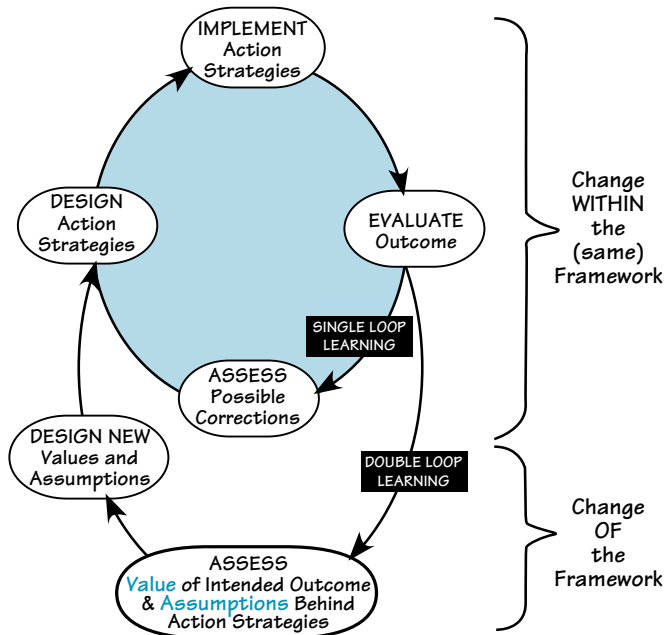 IMPLEMENT
Action
Strategies
DESIGN
Action
Strategies
EVALUATE
Outcome
Change
WITHIN
the
(same)
Framework
SINGLE LOOP
LEARNING
ASSESS
Possible
Corrections
DESIGN NEW
Values and
Assumptions
DOUBLE LOOP
LEARNING
Change
OF
the
Framework
ASSESS
Value of Intended Outcome
& Assumptions Behind
Action Strategies